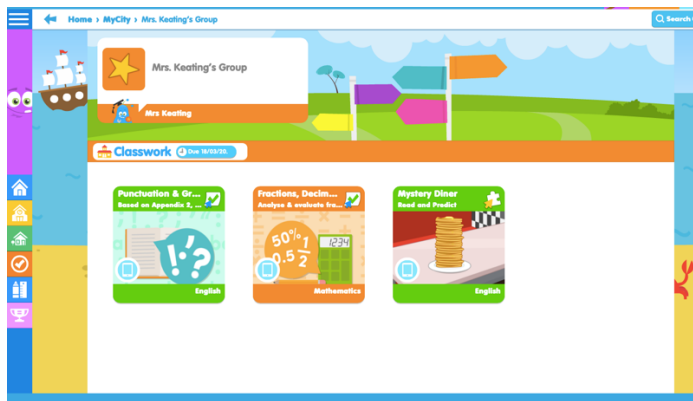 Home › MyCity › Mrs. Keating's Group
Search
Mrs. Keating's Group
Mrs Keating
Classwork Due 18/03/20.
Punctuation & Gr...
Based on Appendix 2, ...
English
Fractions, Decim...
Analyse & evaluate fra...
50% 1
0.5 2
1234
Mathematics
Mystery Diner
Read and Predict
English